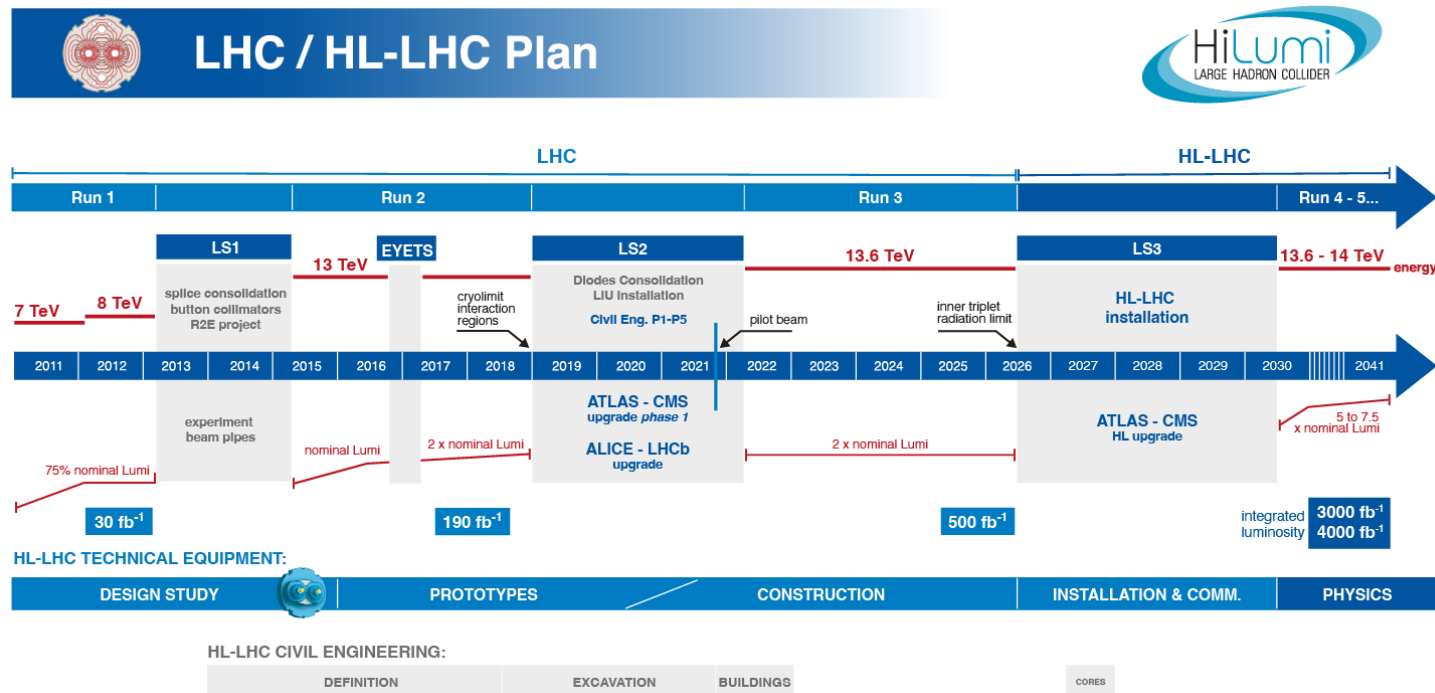 LHC / HL-LHC Plan
HiLumi
LARGE HADRON COLLIDER
LHC
HL-LHC
Run 1
Run 2
Run 3
Run 4 - 5...
LS1
EYETS
LS2
LS3
13 TeV
13.6 TeV
13.6 - 14 TeV
energy
7 TeV
8 TeV
splice consolidation
button collimators
R2E project
cryolimit
interaction
regions
Diodes Consolidation
LIU Installation
Civil Eng. P1-P5
pilot beam
inner triplet
radiation limit
HL-LHC
installation
2011
2012
2013
2014
2015
2016
2017
2018
2019
2020
2021
2022
2023
2024
2025
2026
2027
2028
2029
2030
2041
experiment
beam pipes
ATLAS - CMS
upgrade phase 1
ALICE - LHCb
upgrade
ATLAS - CMS
HL upgrade
5 to 7.5
x nominal Lumi
75% nominal Lumi
nominal Lumi
2 x nominal Lumi
2 x nominal Lumi
30 fb-1
190 fb-1
500 fb-1
integrated
luminosity
3000 fb-1
4000 fb-1
HL-LHC TECHNICAL EQUIPMENT:
DESIGN STUDY
PROTOTYPES
CONSTRUCTION
INSTALLATION & COMM.
PHYSICS
HL-LHC CIVIL ENGINEERING:
DEFINITION
EXCAVATION
BUILDINGS
CORES